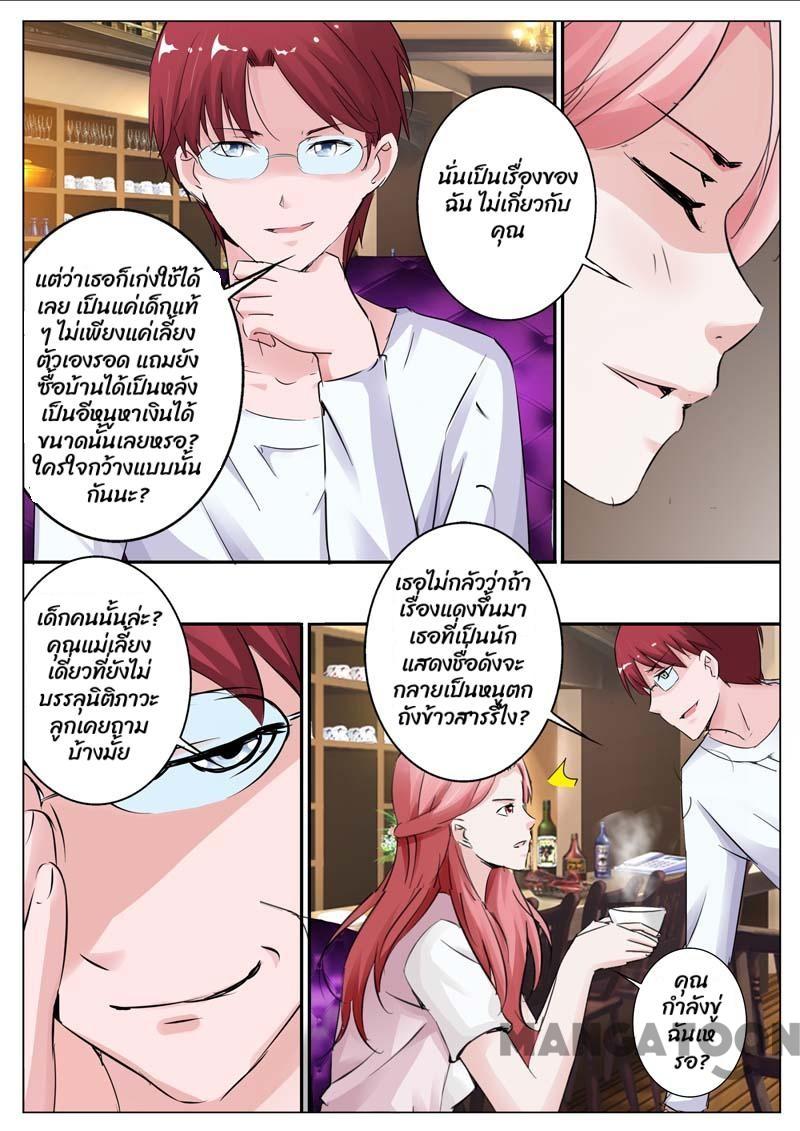 นั่นเป็นเรื่องของ
ฉัน ไม่เกี่ยวกับ
คุณ
แต่ว่าเธอก็เก่งใช้ได้
เลย เป็นแค่เด็กแท้
ๆ ไม่เพียงแค่เลี้ยง
ตัวเองรอด แถมยัง
ซื้อบ้านได้เป็นหลัง
เป็นอีหนูหาเงินได้
ขนาดนั้นเลยหรอ?
ใครใจกว้างแบบนั้น
กันนะ?
เธอไม่กลัวว่าถ้า
เรื่องแดงขึ้นมา
เธอที่เป็นนัก
แสดงชื่อดังจะ
กลายเป็นหนูตก
ถังข้าวสารรึไง?
เด็กคนนั้นล่ะ?
คุณแม่เลี้ยง
เดี่ยวที่ยังไม่
บรรลุนิติภาวะ
ลูกเคยถาม
บ้างมั้ย
คุณ
กำลังขู่
ฉันเห
รอ?
MANGATOON